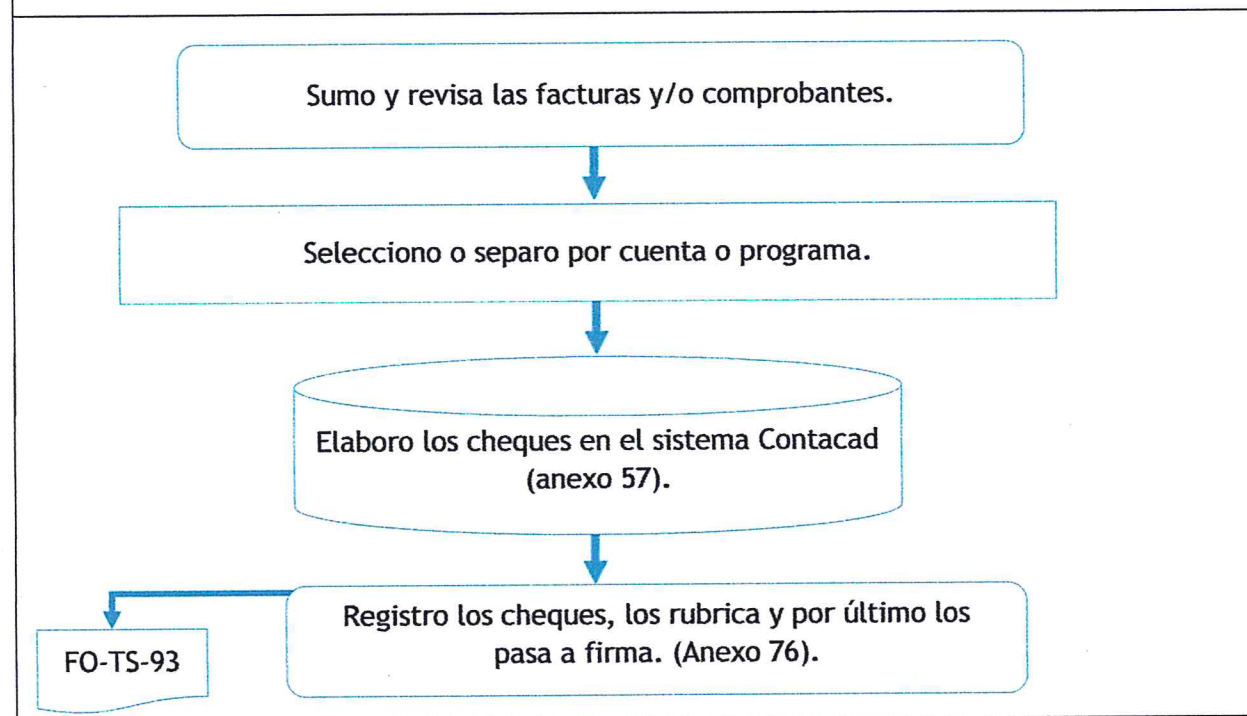 Sumo y revisa las facturas y/o comprobantes.
Selecciono o separo por cuenta o programa.
Elaboro los cheques en el sistema Contacad
(anexo 57).
Registro los cheques, los rubrica y por último los
pasa a firma. (Anexo 76).
FO-TS-93